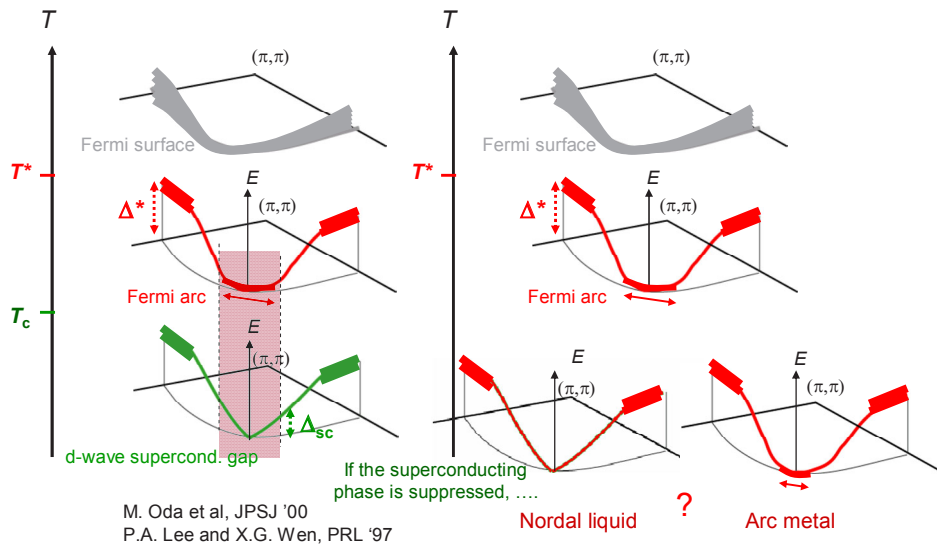 T
(π,π)
Fermi surface
T*
E
(π,π)
Δ*
Fermi arc
Tc
E
(π,π)
Δsc
d-wave supercond. gap
M. Oda et al, JPSJ '00
P.A. Lee and X.G. Wen, PRL '97
T
(π,π)
Fermi surface
T*
E
(π,π)
Δ*
Fermi arc
E
(π,π)
E
(π,π)
If the superconducting
phase is suppressed, ....
Nordal liquid
?
Arc metal